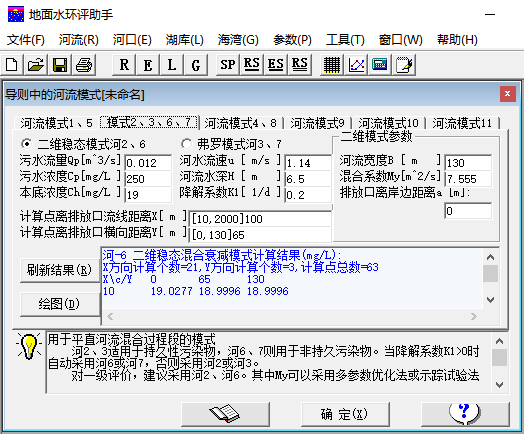 地面水环评助手
文件(F) 河流(R) 河口(E) 湖库(L) 海湾(G) 参数(P) 工具(T) 窗口(W) 帮助(H)
R E L G SP RS ES RS
导则中的河流模式[未命名]
河流模式1、5 模式2、3、6、7 河流模式4、8 河流模式9 河流模式10 河流模式11
二维稳态模式河2、6 弗罗模式河3、7 二维模式参数
污水流量Qp[m^3/s] 0.012 河水流速u [ m/s ] 1.14 河流宽度B [ m ] 130
污水浓度Cp[mg/L ] 250 河流水深H [ m ] 6.5 混合系数My[m^2/s] 7.555
本底浓度Ch[mg/L ] 19 降解系数K1[ 1/d ] 0.2 排放口离岸边距离a [m]:
0
计算点离排放口流线距离X[ m ] [10,2000]100
计算点离排放口横向距离Y[ m ] [0,130]65
刷新结果(R)
绘图(D)
河-6 二维稳态混合衰减模式计算结果(mg/L):
X方向计算个数=21,Y方向计算个数=3,计算点总数=63
X\c/Y 0 65 130
10 19.0277 18.9996 18.9996
用于平直河流混合过程段的模式
河2、3适用于持久性污染物，河6、7则用于非持久污染物。当降解系数K1>0时
自动采用河6或河7，否则采用河2或河3。
对一级评价，建议采用河2、河6。其中My可以采用多参数优化法或示踪试验法
确 定(X)
?